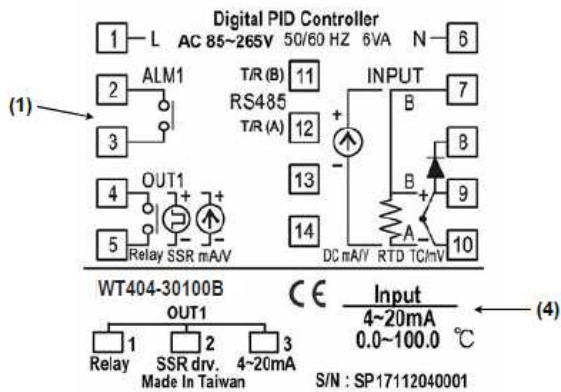 Digital PID Controller
1 L AC 85~265V 50/60 HZ 6VA N 6
2 ALM1 T/R (B) 11 INPUT 7
(1) RS485 B
3 T/R (A) 12 + 8
-
4 OUT1 13 B + 9
+ +
5 - - 14 A - 10
Relay SSR mA/V DC mA/V RTD TC/mV
WT404-30100B CE Input
OUT1 4~20mA (4)
1 2 3 0.0~100.0 ℃
Relay SSR drv. 4~20mA
Made In Taiwan S/N : SP17112040001